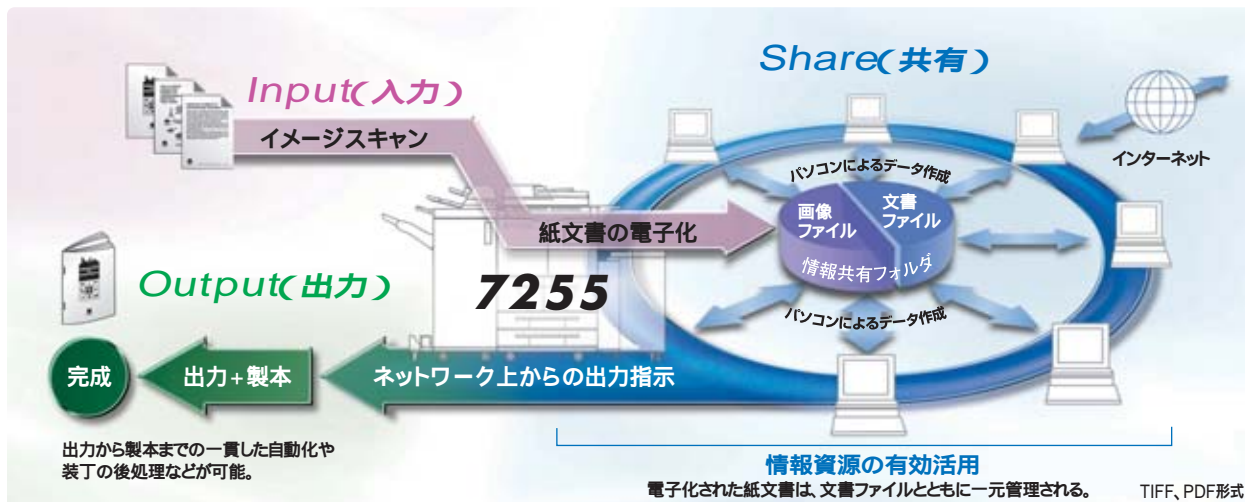 Input(入力)
イメージスキャン
紙文書の電子化
7255
Share(共有)
インターネット
パソコンによるデータ作成
画像
ファイル
文書
ファイル
情報共有フォルダ
パソコンによるデータ作成
Output(出力)
完成
出力+製本
ネットワーク上からの出力指示
出力から製本までの一貫した自動化や
装丁の後処理などが可能。
情報資源の有効活用
電子化された紙文書は、文書ファイルとともに一元管理される。
TIFF、PDF形式